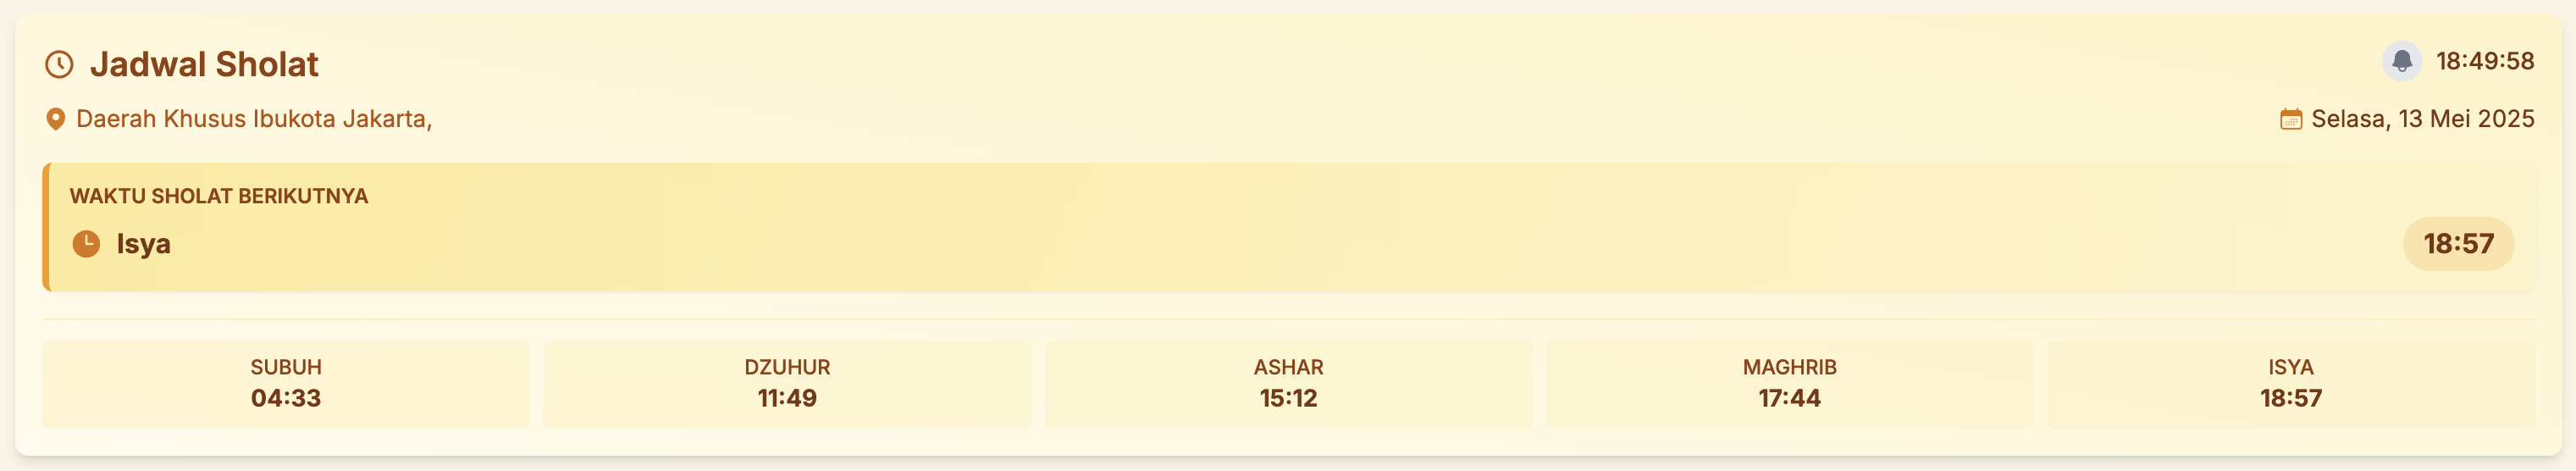 Jadwal Sholat
18:49:58
Daerah Khusus Ibukota Jakarta,
Selasa, 13 Mei 2025
WAKTU SHOLAT BERIKUTNYA
Isya
18:57
SUBUH
04:33
DZUHUR
11:49
ASHAR
15:12
MAGHRIB
17:44
ISYA
18:57